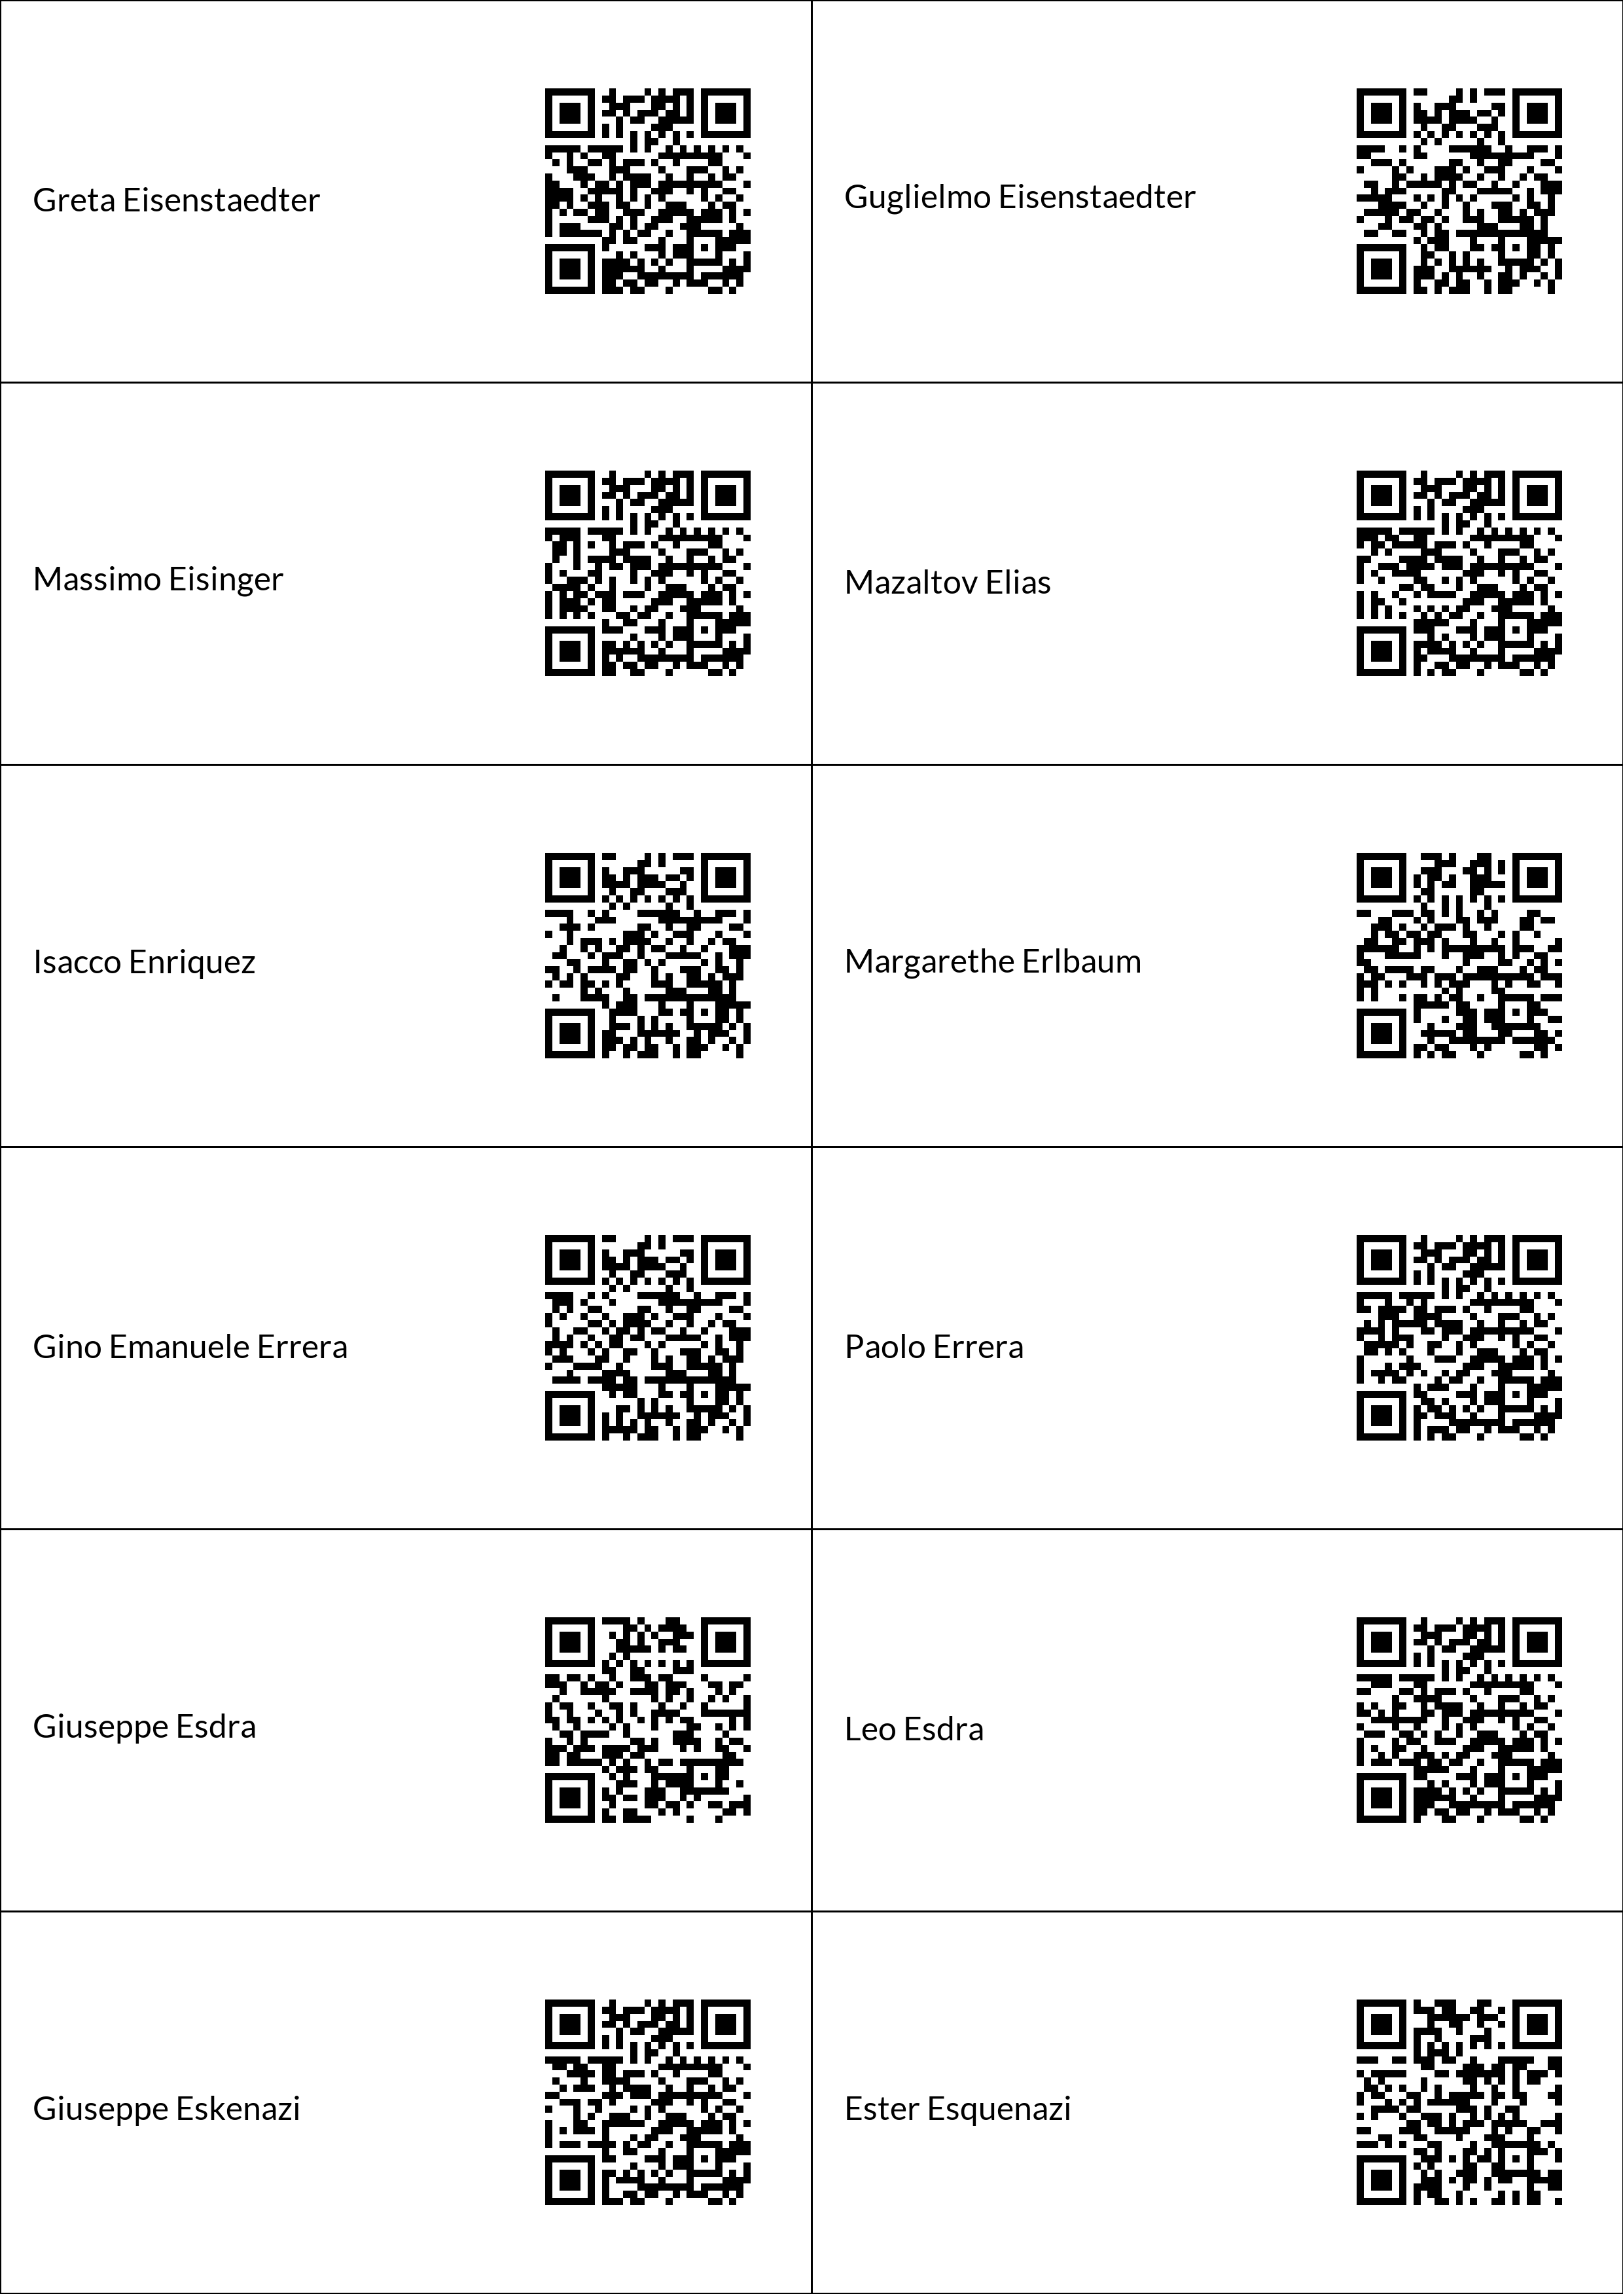 Greta Eisenstaedter
Guglielmo Eisenstaedter
Massimo Eisinger
Mazaltov Elias
Isacco Enriquez
Margarethe Erlbaum
Gino Emanuele Errera
Paolo Errera
Giuseppe Esdra
Leo Esdra
Giuseppe Eskenazi
Ester Esquenazi